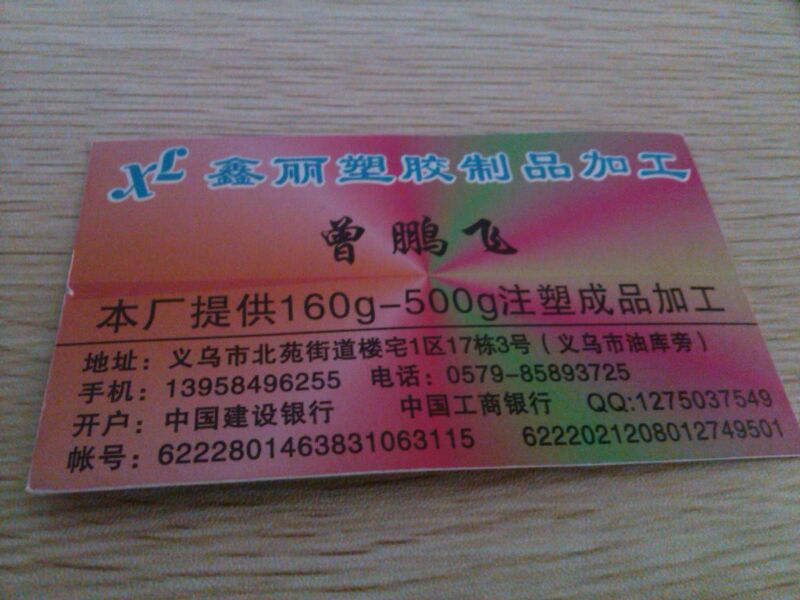 XL 鑫丽塑胶制品加工
曾鹏飞
本厂提供160g-500g注塑成品加工
地址：义乌市北苑街道楼宅1区17栋3号（义乌市油库旁）
手机：13958496255 电话：0579-85893725
开户：中国建设银行 中国工商银行 QQ:1275037549
帐号：6222801463831063115 6222021208012749501